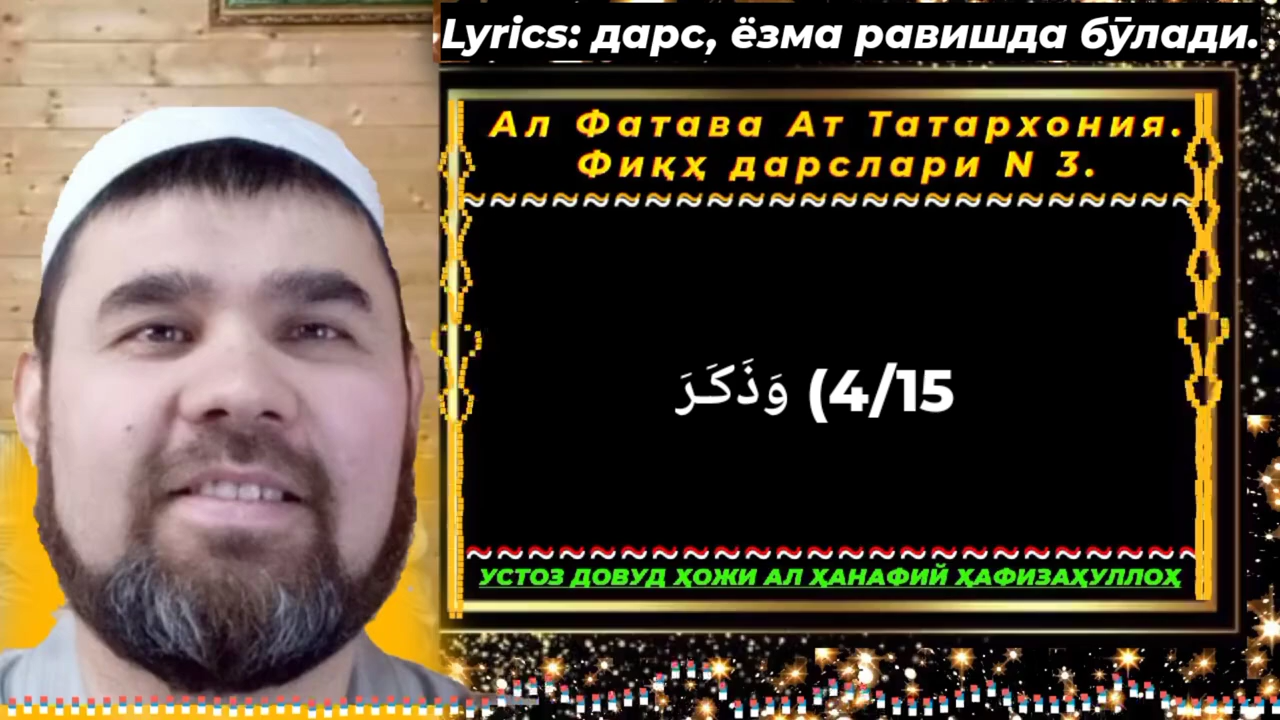 Lyrics: дарс, ёзма равишда бӯлади.
Ал Фатава Ат Татархония.
Фиқҳ дарслари N 3.
~~~~~~~~~~~~~~~~~~~~~~~~~~
4/15) وَذَكَرَ
~~~~~~~~~~~~~~~~~~~~~~~~~~
УСТОЗ ДОВУД ҲОЖИ АЛ ҲАНАФИЙ ҲАФИЗАҲУЛЛОҲ